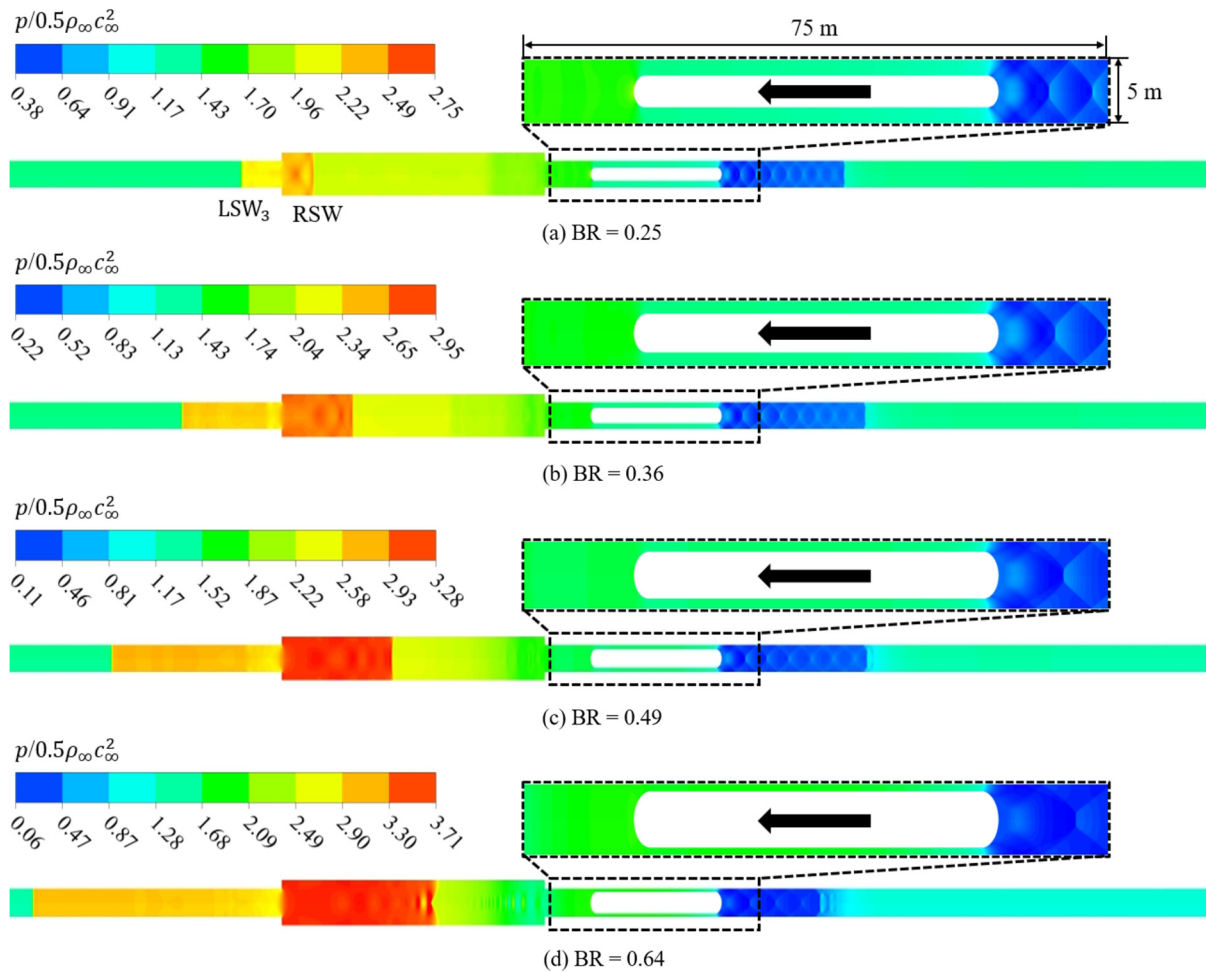 p/0.5ρ∞c∞²
0.38 0.64 0.91 1.17 1.43 1.70 1.96 2.22 2.49 2.75
75 m
5 m
LSW₃ RSW
(a) BR = 0.25
p/0.5ρ∞c∞²
0.22 0.52 0.83 1.13 1.43 1.74 2.04 2.34 2.65 2.95
(b) BR = 0.36
p/0.5ρ∞c∞²
0.11 0.46 0.81 1.17 1.52 1.87 2.22 2.58 2.93 3.28
(c) BR = 0.49
p/0.5ρ∞c∞²
0.06 0.47 0.87 1.28 1.68 2.09 2.49 2.90 3.30 3.71
(d) BR = 0.64